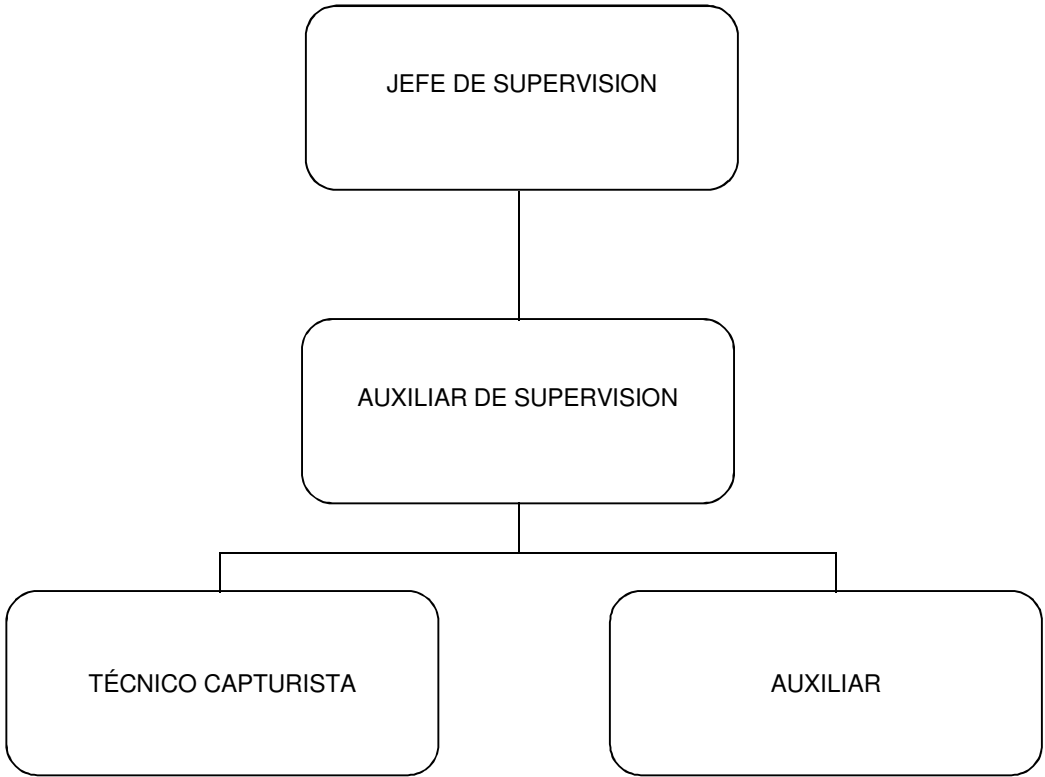 JEFE DE SUPERVISION
AUXILIAR DE SUPERVISION
TÉCNICO CAPTURISTA
AUXILIAR